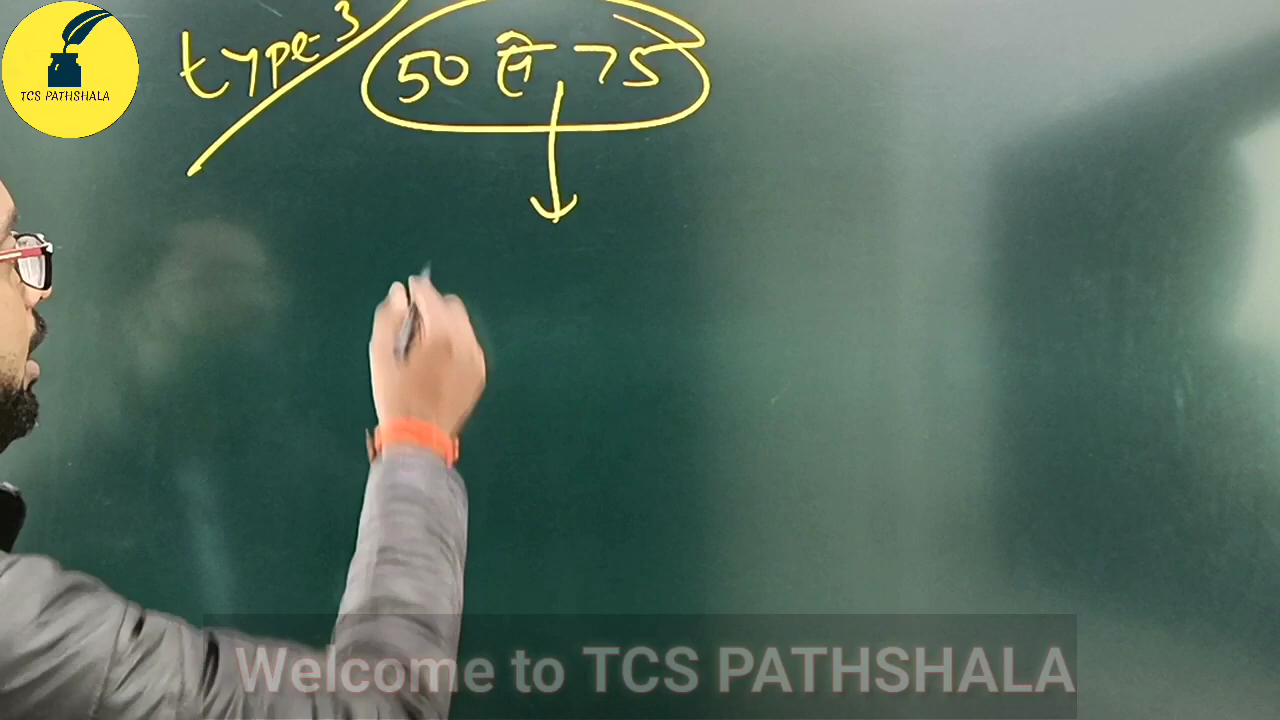 TCS PATHSHALA
type-3
50 से 75
Welcome to TCS PATHSHALA